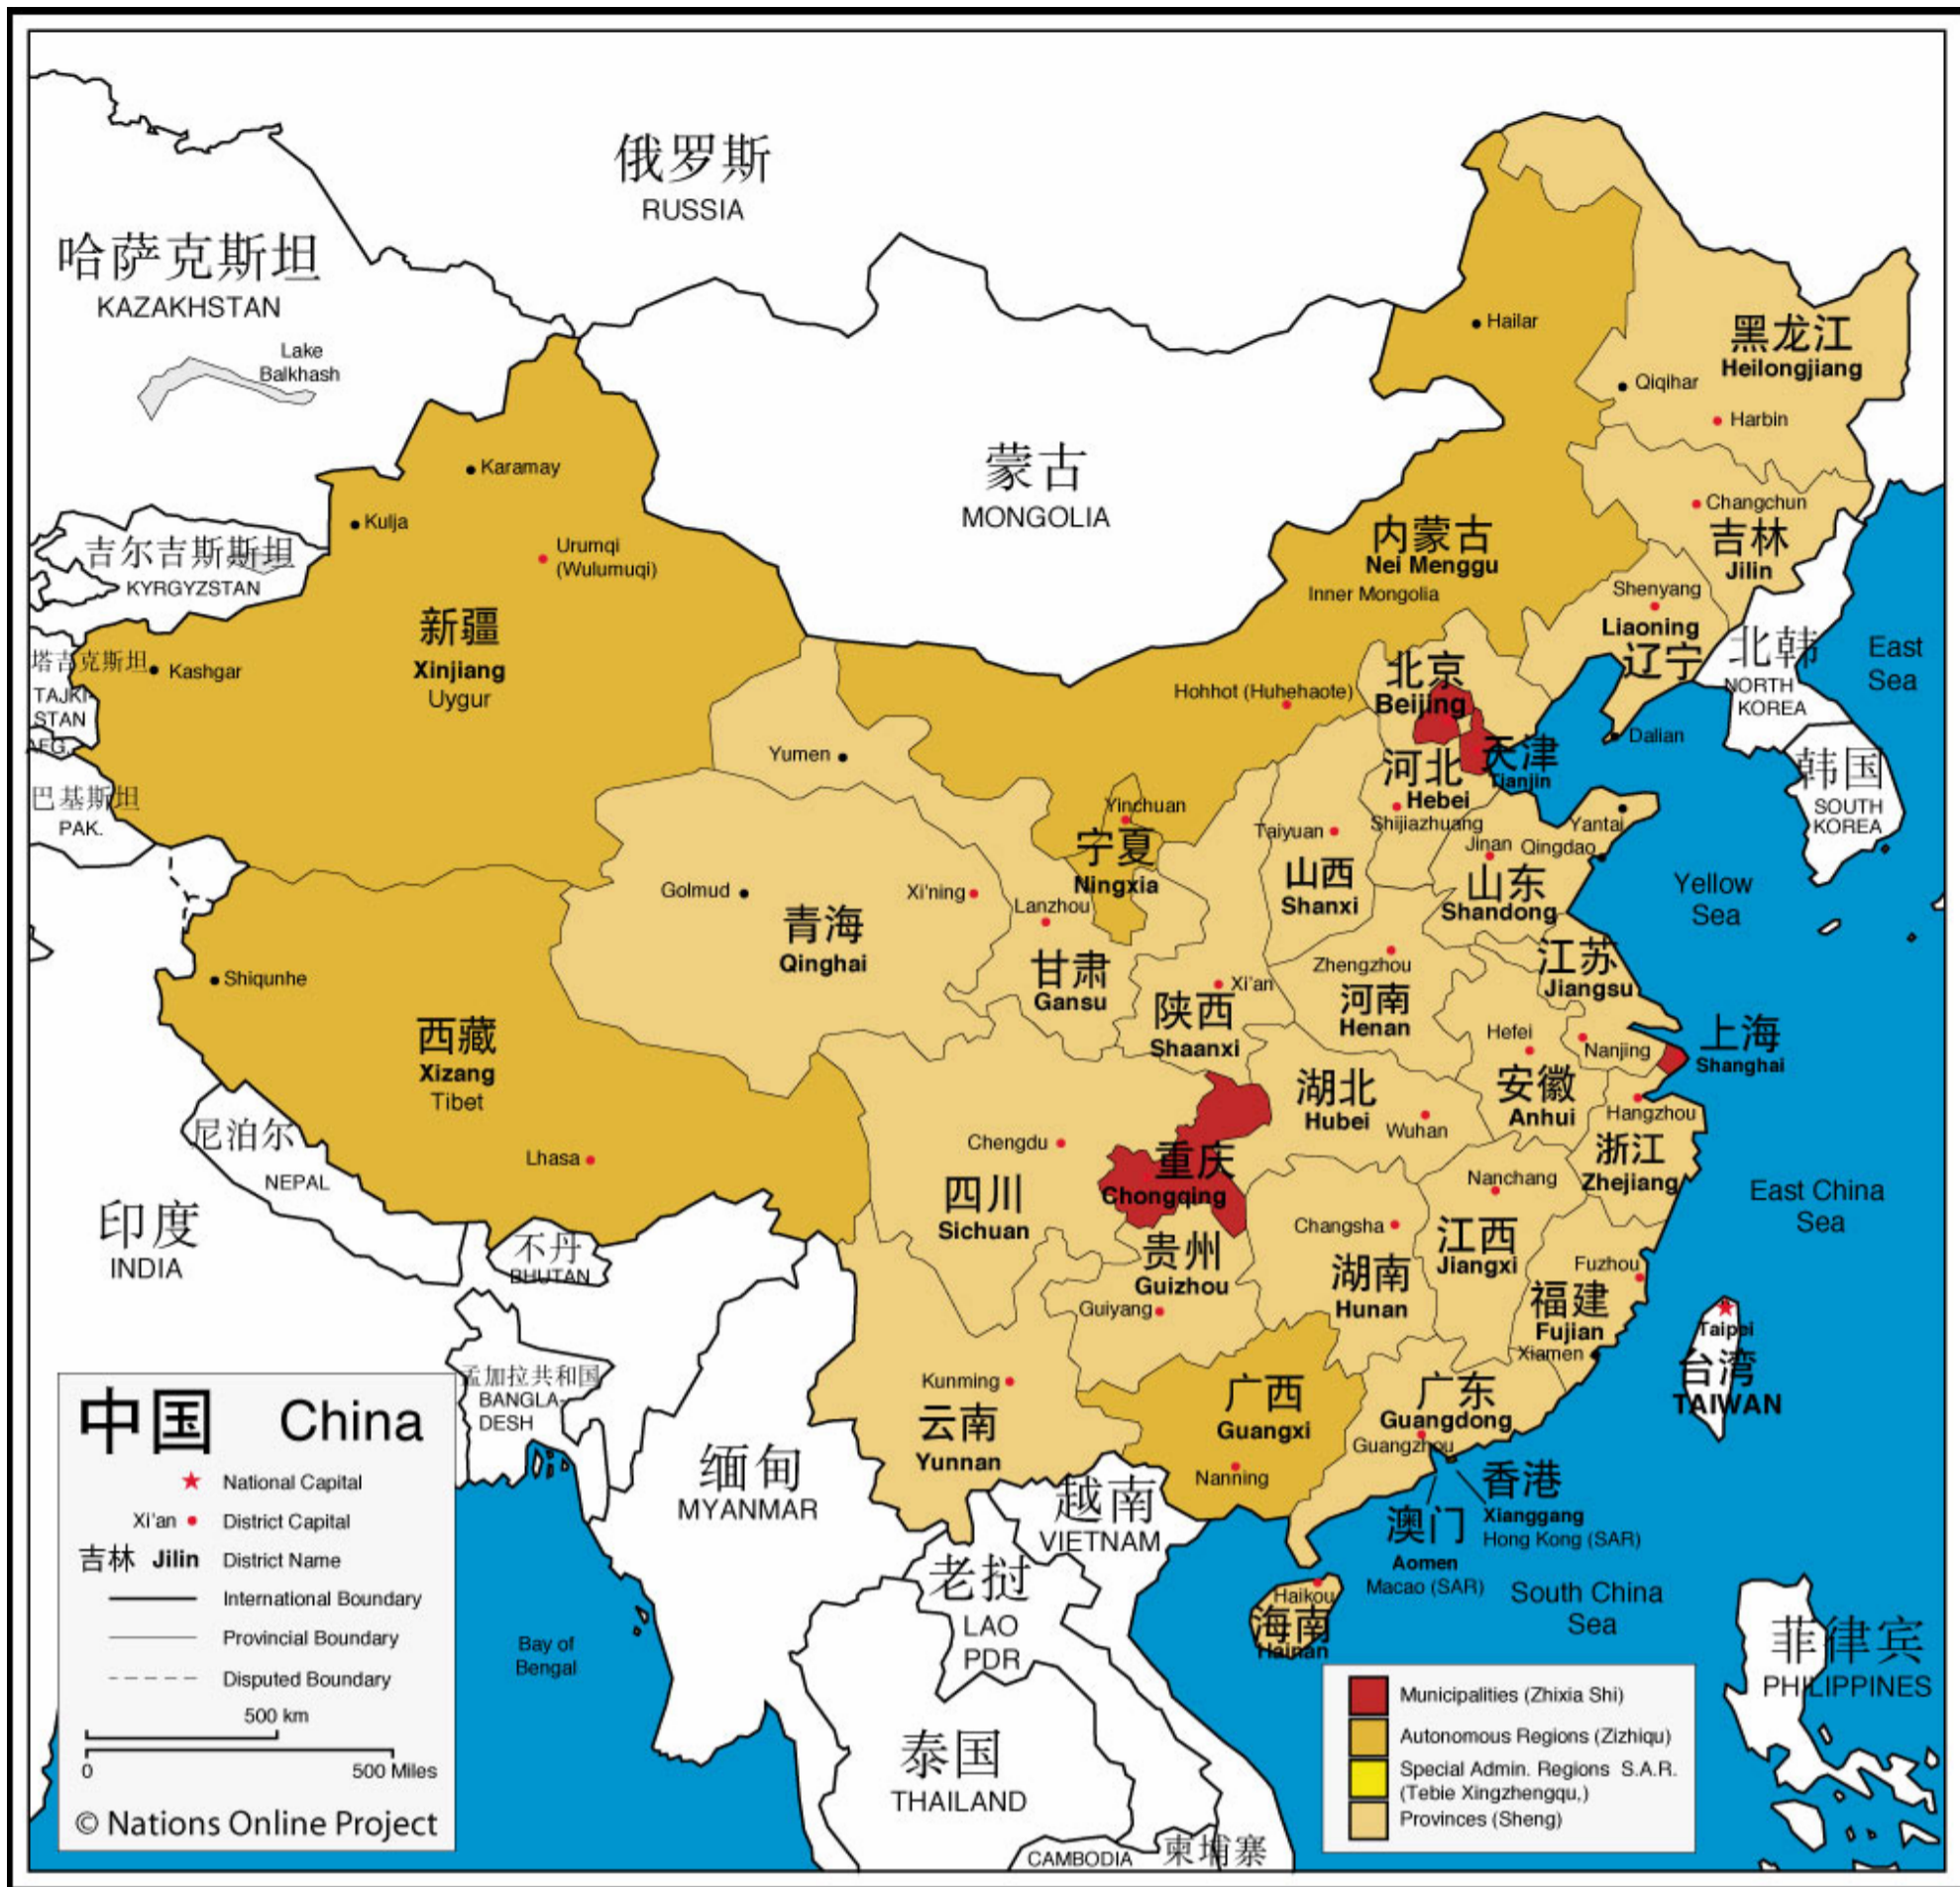 俄罗斯
RUSSIA
哈萨克斯坦
KAZAKHSTAN
Lake
Balkhash
Hailar
黑龙江
Heilongjiang
Qiqihar
Harbin
蒙古
MONGOLIA
Karamay
Kulja
Urumqi
(Wulumuqi)
Changchun
吉林
Jilin
内蒙古
Nei Menggu
Inner Mongolia
吉尔吉斯斯坦
KYRGYZSTAN
新疆
Xinjiang
Uygur
Shenyang
Liaoning
辽宁
北韩
NORTH
KOREA
East
Sea
塔吉克斯坦
Kashgar
TAJKI-
STAN
AFG.
北京
Beijing
Hohhot (Huhehaote)
Dalian
天津
Tianjin
Yumen
河北
Hebei
韩国
SOUTH
KOREA
巴基斯坦
PAK.
Yinchuan
宁夏
Ningxia
Taiyuan
Shijiazhuang
Yantai
Jinan
Qingdao
山西
Shanxi
山东
Shandong
Yellow
Sea
Golmud
Xi'ning
Lanzhou
青海
Qinghai
甘肃
Gansu
Shiqunhe
Zhengzhou
Xi'an
河南
Henan
江苏
Jiangsu
陕西
Shaanxi
西藏
Xizang
Tibet
Hefei
Nanjing
上海
Shanghai
湖北
Hubei
Wuhan
安徽
Anhui
Hangzhou
浙江
Zhejiang
尼泊尔
NEPAL
Lhasa
Chengdu
重庆
Chongqing
四川
Sichuan
Nanchang
East China
Sea
印度
INDIA
不丹
BHUTAN
贵州
Guizhou
Guiyang
Changsha
湖南
Hunan
江西
Jiangxi
Fuzhou
福建
Fujian
Xiamen
Taipei
台湾
TAIWAN
孟加拉共和国
BANGLA-
DESH
Kunming
云南
Yunnan
广西
Guangxi
Nanning
广东
Guangdong
Guangzhou
缅甸
MYANMAR
越南
VIETNAM
香港
Xianggang
Hong Kong (SAR)
澳门
Aomen
Macao (SAR)
老挝
LAO
PDR
Haikou
海南
Hainan
South China
Sea
Bay of
Bengal
菲律宾
PHILIPPINES
泰国
THAILAND
CAMBODIA 柬埔寨
中国 China
National Capital
Xi'an District Capital
吉林 Jilin District Name
International Boundary
Provincial Boundary
Disputed Boundary
500 km
0 500 Miles
© Nations Online Project
Municipalities (Zhixia Shi)
Autonomous Regions (Zizhiqu)
Special Admin. Regions S.A.R.
(Tebie Xingzhengqu,)
Provinces (Sheng)